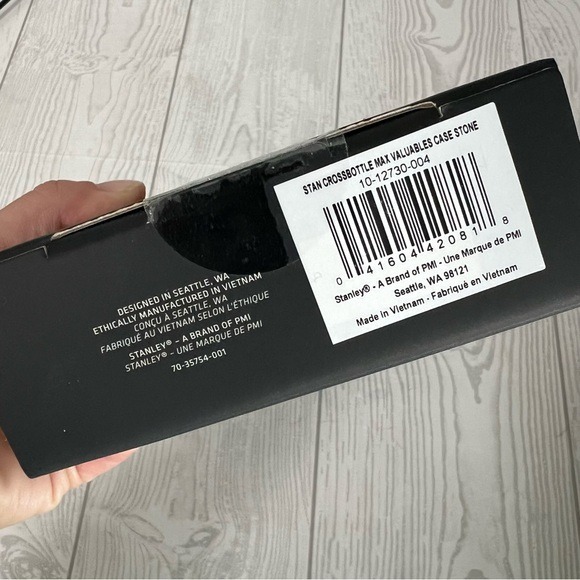 STAN CROSSBOTTLE MAX VALUABLES CASE STONE
10-12730-004
0 41604 42081 8
Stanley® - A Brand of PMI - Une Marque de PMI
Seattle, WA 98121
Made in Vietnam - Fabriqué en Vietnam
DESIGNED IN SEATTLE, WA
ETHICALLY MANUFACTURED IN VIETNAM
CONÇU À SEATTLE, WA
FABRIQUÉ AU VIETNAM SELON L'ÉTHIQUE
STANLEY® - A BRAND OF PMI
STANLEY® - UNE MARQUE DE PMI
70-35754-001